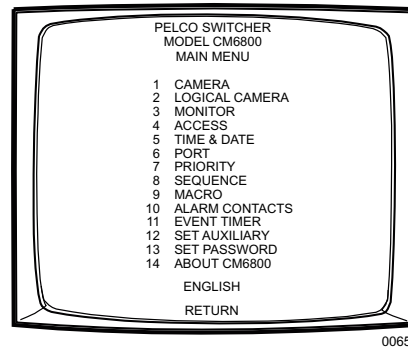 PELCO SWITCHER
MODEL CM6800
MAIN MENU
1 CAMERA
2 LOGICAL CAMERA
3 MONITOR
4 ACCESS
5 TIME & DATE
6 PORT
7 PRIORITY
8 SEQUENCE
9 MACRO
10 ALARM CONTACTS
11 EVENT TIMER
12 SET AUXILIARY
13 SET PASSWORD
14 ABOUT CM6800
ENGLISH
RETURN
0065